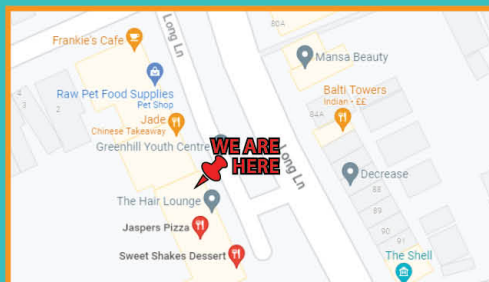 80A
Long Ln
Frankie's Cafe
Mansa Beauty
Raw Pet Food Supplies
Pet Shop
Balti Towers
Indian • ££
4
3
2
Jade
Chinese Takeaway
84A
Greenhill Youth Centre
WE ARE
HERE
Long Ln
Decrease
88
The Hair Lounge
89
Jaspers Pizza
90
91
Sweet Shakes Dessert
The Shell